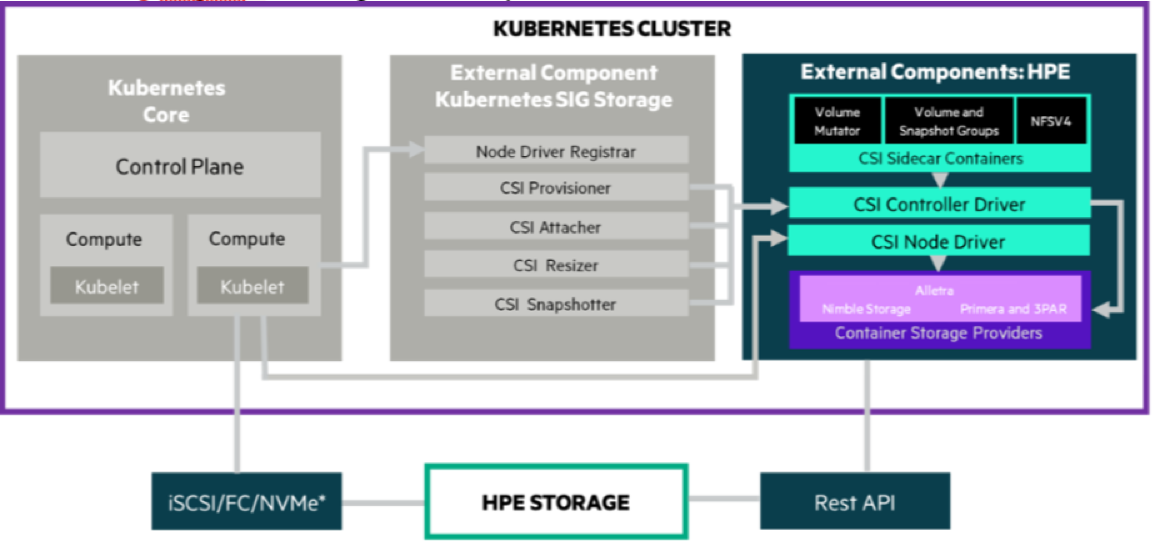 KUBERNETES CLUSTER
Kubernetes
Core
Control Plane
Compute
Kubelet
Compute
Kubelet
External Component
Kubernetes SIG Storage
Node Driver Registrar
CSI Provisioner
CSI Attacher
CSI Resizer
CSI Snapshotter
External Components: HPE
Volume
Mutator
Volume and
Snapshot Groups
NFSV4
CSI Sidecar Containers
CSI Controller Driver
CSI Node Driver
Alletra
Nimble Storage
Primera and 3PAR
Container Storage Providers
iSCSI/FC/NVMe*
HPE STORAGE
Rest API